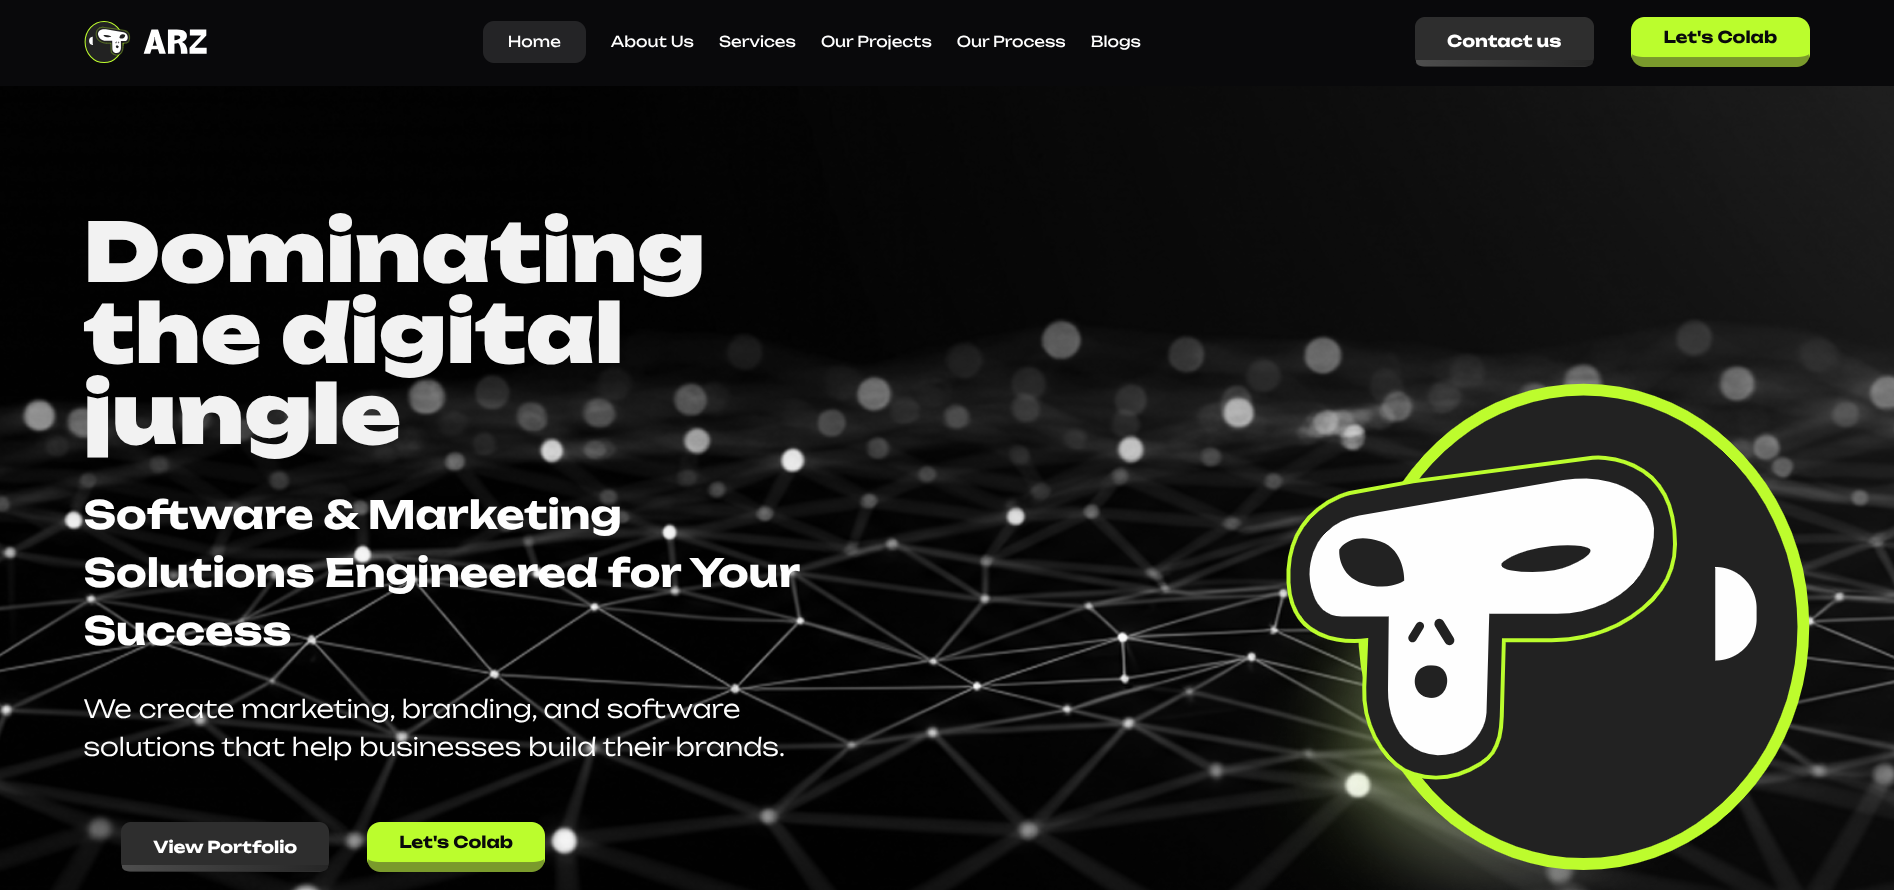 ARZ
Home
About Us
Services
Our Projects
Our Process
Blogs
Contact us
Let's Colab
Dominating
the digital
jungle
Software & Marketing
Solutions Engineered for Your
Success
We create marketing, branding, and software
solutions that help businesses build their brands.
View Portfolio
Let's Colab